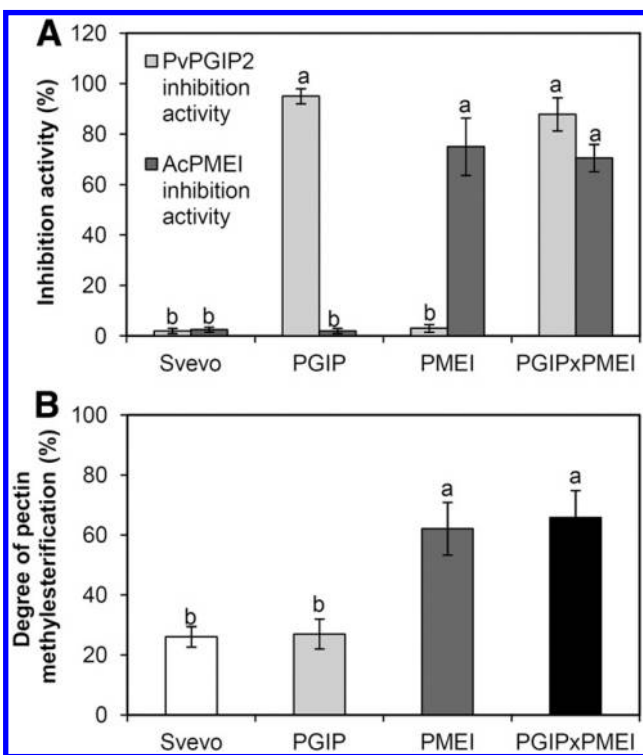 A
Inhibition activity (%)
120
100
80
60
40
20
0
PvPGIP2
inhibition
activity
AcPMEI
inhibition
activity
b b
a
b
b
a
a
a
Svevo PGIP PMEI PGIPxPMEI
B
Degree of pectin
methylesterification (%)
100
80
60
40
20
0
b
b
a
a
Svevo PGIP PMEI PGIPxPMEI